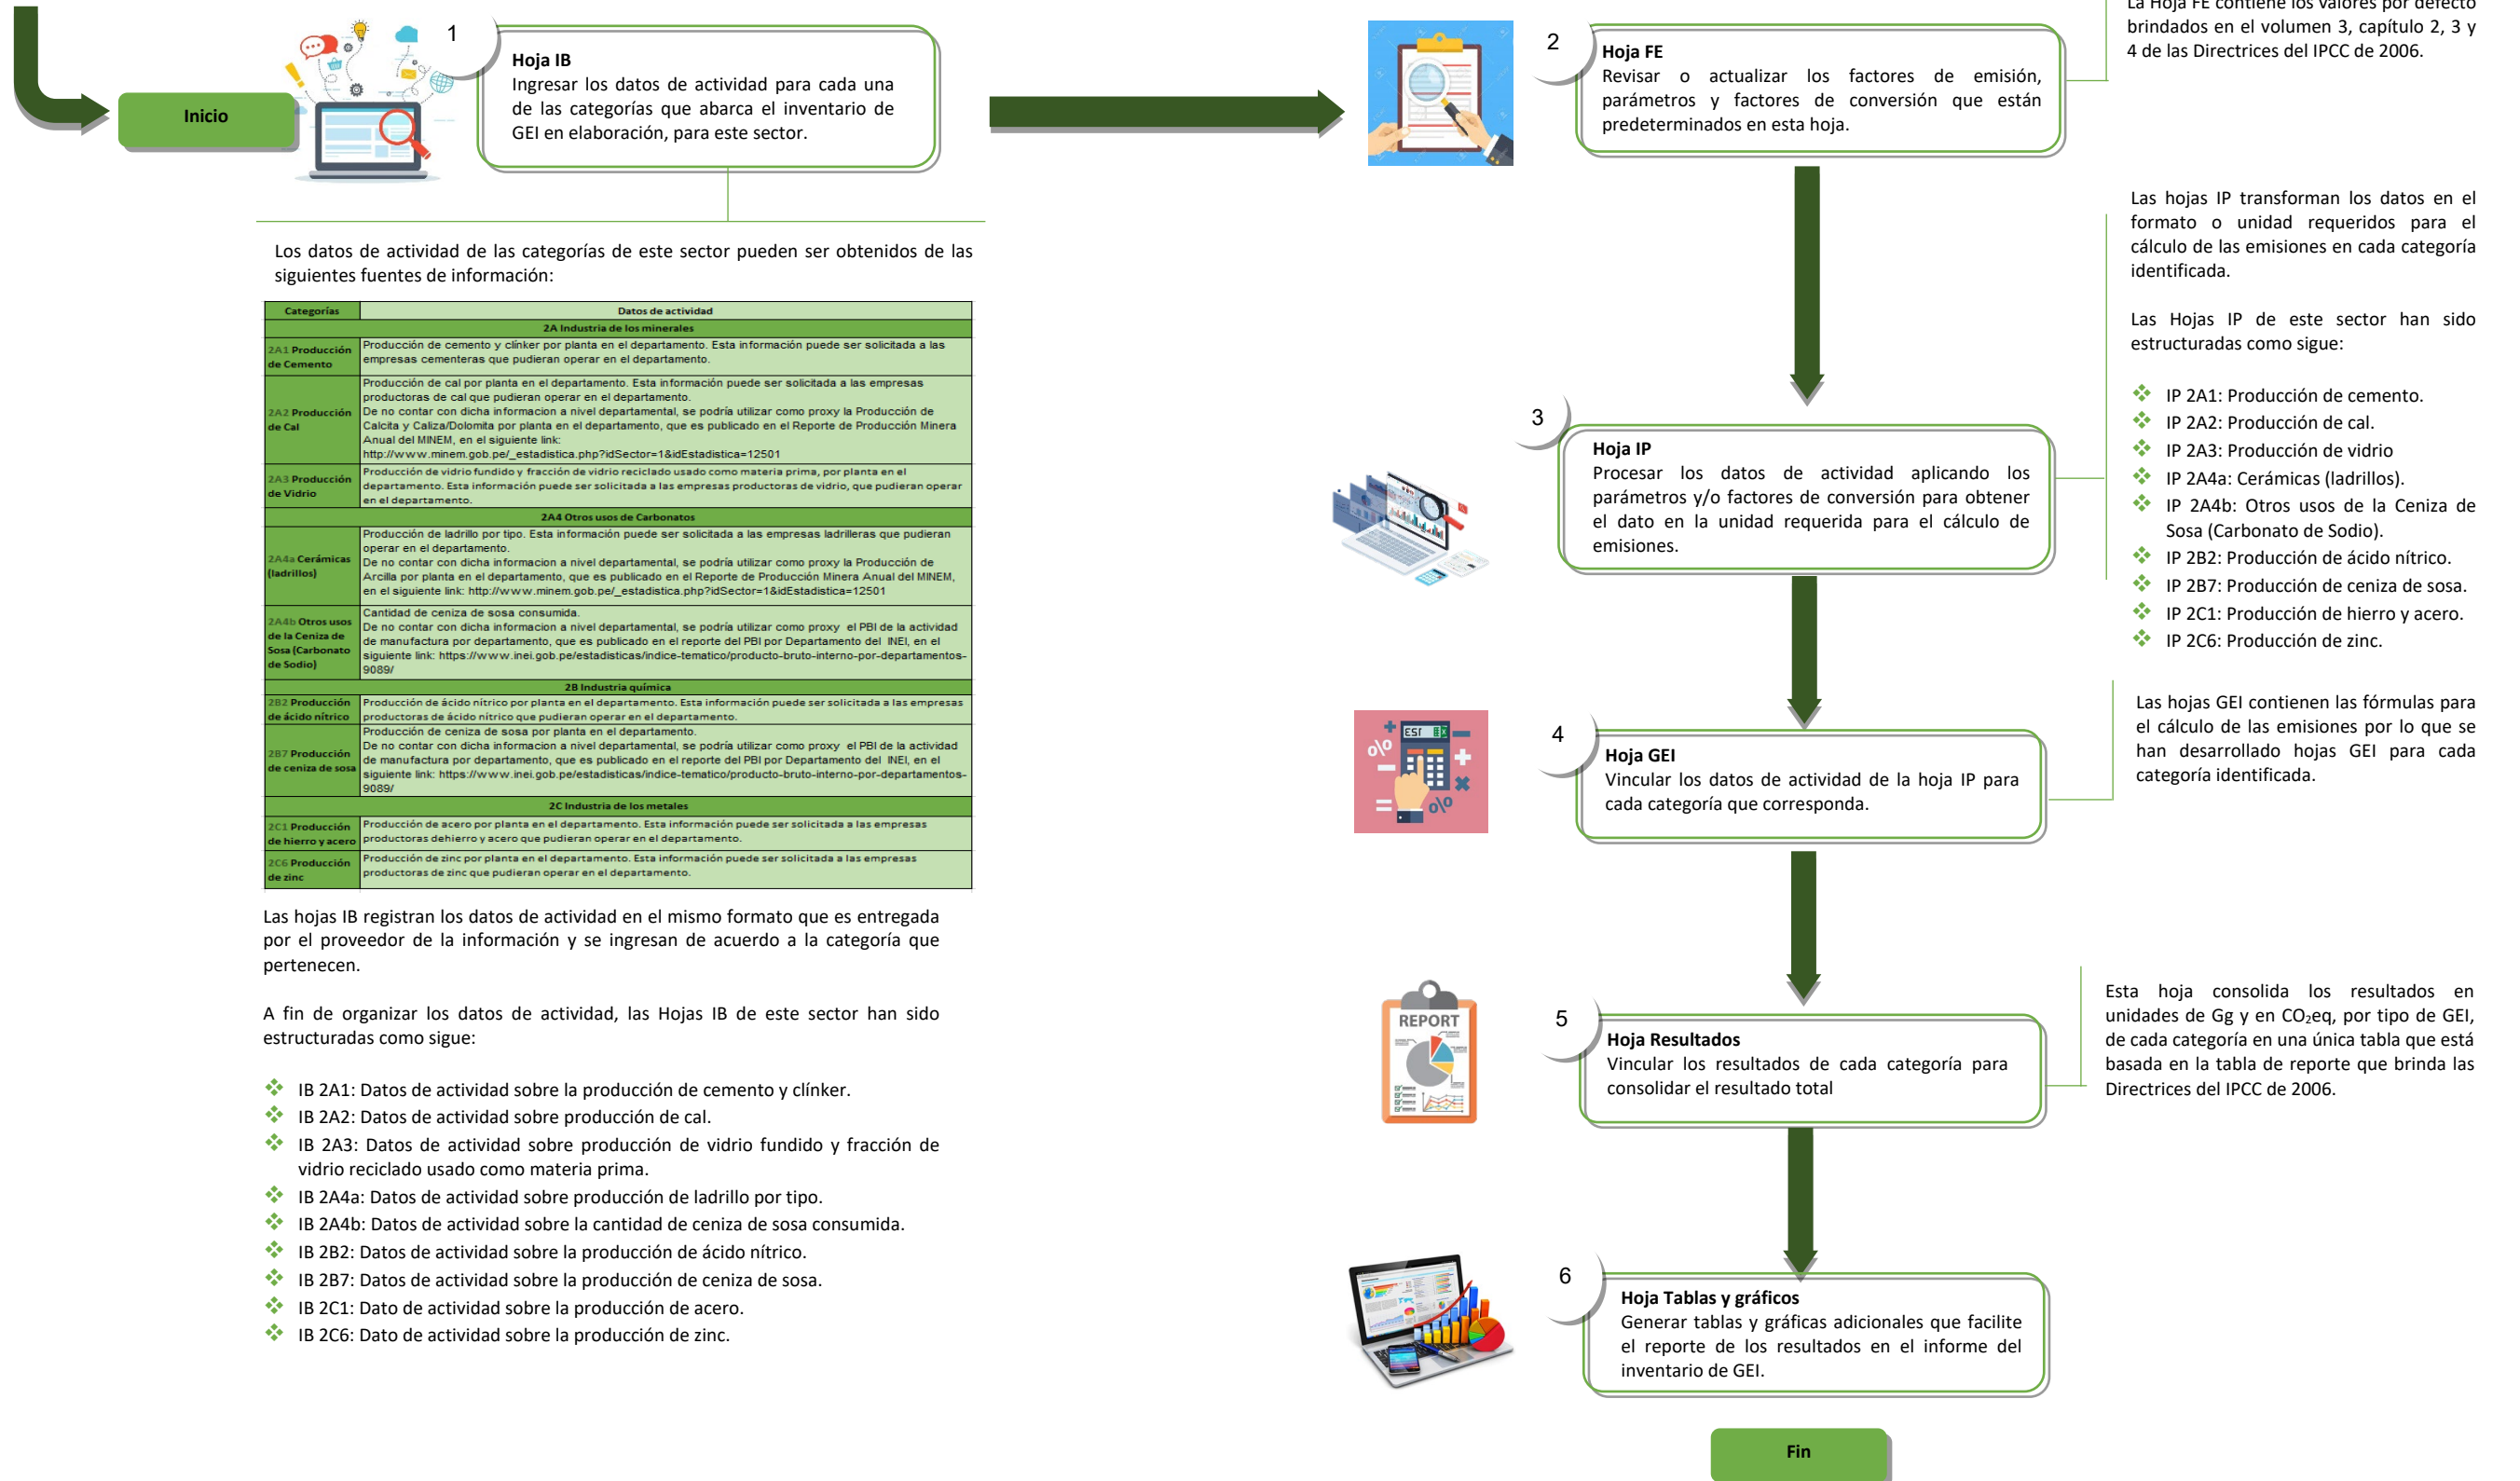 Inicio
1
Hoja IB
Ingresar los datos de actividad para cada una
de las categorías que abarca el inventario de
GEI en elaboración, para este sector.
Los datos de actividad de las categorías de este sector pueden ser obtenidos de las
siguientes fuentes de información:
Categorías Datos de actividad
2A Industria de los minerales
2A1 Producción
de Cemento
Producción de cemento y clínker por planta en el departamento. Esta información puede ser solicitada a las
empresas cementeras que pudieran operar en el departamento.
2A2 Producción
de Cal
Producción de cal por planta en el departamento. Esta información puede ser solicitada a las empresas
productoras de cal que pudieran operar en el departamento.
De no contar con dicha informacion a nivel departamental, se podría utilizar como proxy la Producción de
Calcita y Caliza/Dolomita por planta en el departamento, que es publicado en el Reporte de Producción Minera
Anual del MINEM, en el siguiente link:
http://www.minem.gob.pe/_estadistica.php?idSector=1&idEstadistica=12501
2A3 Producción
de Vidrio
Producción de vidrio fundido y fracción de vidrio reciclado usado como materia prima, por planta en el
departamento. Esta información puede ser solicitada a las empresas productoras de vidrio, que pudieran operar
en el departamento.
2A4 Otros usos de Carbonatos
2A4a Cerámicas
(ladrillos)
Producción de ladrillo por tipo. Esta información puede ser solicitada a las empresas ladrilleras que pudieran
operar en el departamento.
De no contar con dicha informacion a nivel departamental, se podría utilizar como proxy la Producción de
Arcilla por planta en el departamento, que es publicado en el Reporte de Producción Minera Anual del MINEM,
en el siguiente link: http://www.minem.gob.pe/_estadistica.php?idSector=1&idEstadistica=12501
2A4b Otros usos
de la Ceniza de
Sosa (Carbonato
de Sodio)
Cantidad de ceniza de sosa consumida.
De no contar con dicha informacion a nivel departamental, se podría utilizar como proxy el PBI de la actividad
de manufactura por departamento, que es publicado en el reporte del PBI por Departamento del INEI, en el
siguiente link: https://www.inei.gob.pe/estadisticas/indice-tematico/producto-bruto-interno-por-departamentos-
9089/
2B Industria química
2B2 Producción
de ácido nítrico
Producción de ácido nítrico por planta en el departamento. Esta información puede ser solicitada a las empresas
productoras de ácido nítrico que pudieran operar en el departamento.
2B7 Producción
de ceniza de sosa
Producción de ceniza de sosa por planta en el departamento.
De no contar con dicha informacion a nivel departamental, se podría utilizar como proxy el PBI de la actividad
de manufactura por departamento, que es publicado en el reporte del PBI por Departamento del INEI, en el
siguiente link: https://www.inei.gob.pe/estadisticas/indice-tematico/producto-bruto-interno-por-departamentos-
9089/
2C Industria de los metales
2C1 Producción
de hierro y acero
Producción de acero por planta en el departamento. Esta información puede ser solicitada a las empresas
productoras dehierro y acero que pudieran operar en el departamento.
2C6 Producción
de zinc
Producción de zinc por planta en el departamento. Esta información puede ser solicitada a las empresas
productoras de zinc que pudieran operar en el departamento.
Las hojas IB registran los datos de actividad en el mismo formato que es entregada
por el proveedor de la información y se ingresan de acuerdo a la categoría que
pertenecen.
A fin de organizar los datos de actividad, las Hojas IB de este sector han sido
estructuradas como sigue:
❖ IB 2A1: Datos de actividad sobre la producción de cemento y clínker.
❖ IB 2A2: Datos de actividad sobre producción de cal.
❖ IB 2A3: Datos de actividad sobre producción de vidrio fundido y fracción de
vidrio reciclado usado como materia prima.
❖ IB 2A4a: Datos de actividad sobre producción de ladrillo por tipo.
❖ IB 2A4b: Datos de actividad sobre la cantidad de ceniza de sosa consumida.
❖ IB 2B2: Datos de actividad sobre la producción de ácido nítrico.
❖ IB 2B7: Datos de actividad sobre la producción de ceniza de sosa.
❖ IB 2C1: Dato de actividad sobre la producción de acero.
❖ IB 2C6: Dato de actividad sobre la producción de zinc.
2
Hoja FE
Revisar o actualizar los factores de emisión,
parámetros y factores de conversión que están
predeterminados en esta hoja.
La Hoja FE contiene los valores por defecto
brindados en el volumen 3, capítulo 2, 3 y
4 de las Directrices del IPCC de 2006.
3
Hoja IP
Procesar los datos de actividad aplicando los
parámetros y/o factores de conversión para obtener
el dato en la unidad requerida para el cálculo de
emisiones.
Las hojas IP transforman los datos en el
formato o unidad requeridos para el
cálculo de las emisiones en cada categoría
identificada.
Las Hojas IP de este sector han sido
estructuradas como sigue:
❖ IP 2A1: Producción de cemento.
❖ IP 2A2: Producción de cal.
❖ IP 2A3: Producción de vidrio
❖ IP 2A4a: Cerámicas (ladrillos).
❖ IP 2A4b: Otros usos de la Ceniza de
Sosa (Carbonato de Sodio).
❖ IP 2B2: Producción de ácido nítrico.
❖ IP 2B7: Producción de ceniza de sosa.
❖ IP 2C1: Producción de hierro y acero.
❖ IP 2C6: Producción de zinc.
4
Hoja GEI
Vincular los datos de actividad de la hoja IP para
cada categoría que corresponda.
Las hojas GEI contienen las fórmulas para
el cálculo de las emisiones por lo que se
han desarrollado hojas GEI para cada
categoría identificada.
REPORT
5
Hoja Resultados
Vincular los resultados de cada categoría para
consolidar el resultado total
Esta hoja consolida los resultados en
unidades de Gg y en CO₂eq, por tipo de GEI,
de cada categoría en una única tabla que está
basada en la tabla de reporte que brinda las
Directrices del IPCC de 2006.
6
Hoja Tablas y gráficos
Generar tablas y gráficas adicionales que facilite
el reporte de los resultados en el informe del
inventario de GEI.
Fin